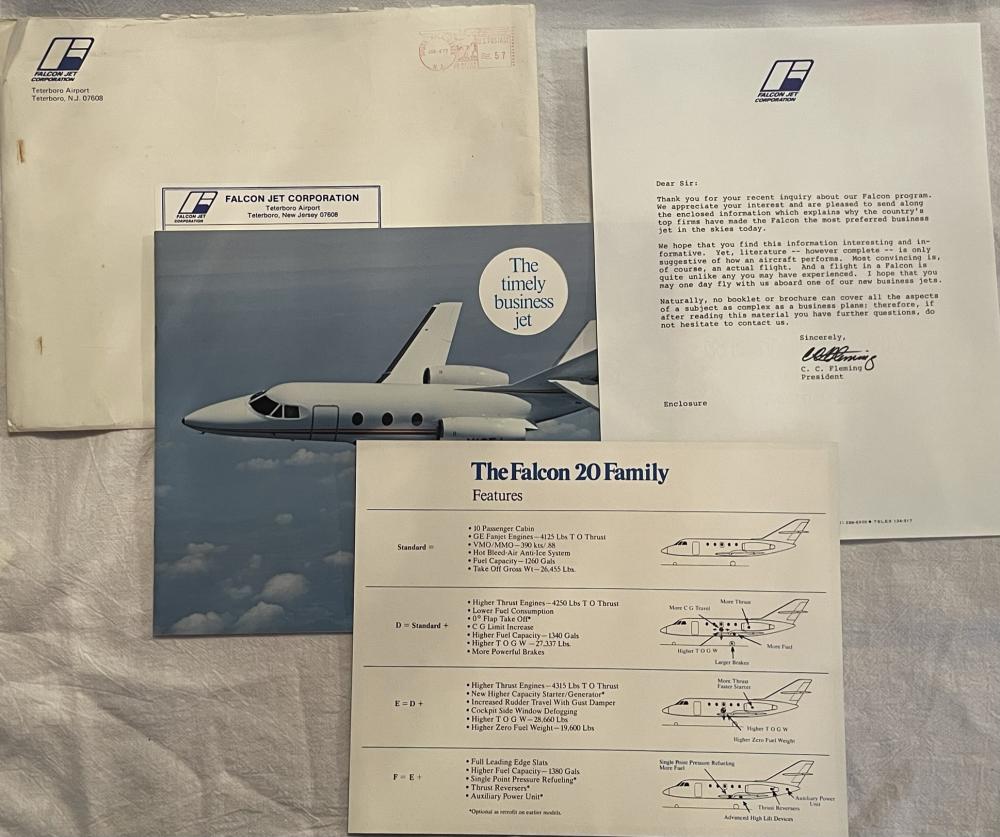 FALCON JET
CORPORATION
Teterboro Airport
Teterboro, N.J. 07608
U.S. POSTAGE
.57
FALCON JET
CORPORATION
FALCON JET CORPORATION
Teterboro Airport
Teterboro, New Jersey 07608
The
timely
business
jet
FALCON JET
CORPORATION
Dear Sir:
Thank you for your recent inquiry about our Falcon program.
We appreciate your interest and are pleased to send along
the enclosed information which explains why the country's
top firms have made the Falcon the most preferred business
jet in the skies today.
We hope that you find this information interesting and in-
formative. Yet, literature -- however complete -- is only
suggestive of how an aircraft performs. Most convincing is,
of course, an actual flight. And a flight in a Falcon is
quite unlike any you may have experienced. I hope that you
may one day fly with us aboard one of our new business jets.
Naturally, no booklet or brochure can cover all the aspects
of a subject as complex as a business plane; therefore, if
after reading this material you have further questions, do
not hesitate to contact us.
Sincerely,
C. C. Fleming
President
Enclosure
TELEX 134-517
The Falcon 20 Family
Features
Standard =
• 10 Passenger Cabin
• GE Fanjet Engines—4125 Lbs T O Thrust
• VMO/MMO—390 kts/.88
• Hot Bleed-Air Anti-Ice System
• Fuel Capacity—1260 Gals
• Take Off Gross Wt—26,455 Lbs.
D = Standard +
• Higher Thrust Engines—4250 Lbs T O Thrust
• Lower Fuel Consumption
• 0° Flap Take Off*
• C G Limit Increase
• Higher Fuel Capacity—1340 Gals
• Higher T O G W—27,337 Lbs.
• More Powerful Brakes
More C G Travel
More Thrust
More Fuel
Higher T O G W
Larger Brakes
E = D +
• Higher Thrust Engines—4315 Lbs T O Thrust
• New Higher Capacity Starter/Generator*
• Increased Rudder Travel With Gust Damper
• Cockpit Side Window Defogging
• Higher T O G W—28,660 Lbs
• Higher Zero Fuel Weight—19,600 Lbs
More Thrust
Faster Starter
Higher T O G W
Higher Zero Fuel Weight
F = E +
• Full Leading Edge Slats
• Higher Fuel Capacity—1380 Gals
• Single Point Pressure Refueling*
• Thrust Reversers*
• Auxiliary Power Unit*
Single Point Pressure Refueling
More Fuel
Auxiliary Power
Unit
Thrust Reversers
Advanced High Lift Devices
*Optional as retrofit on earlier models.